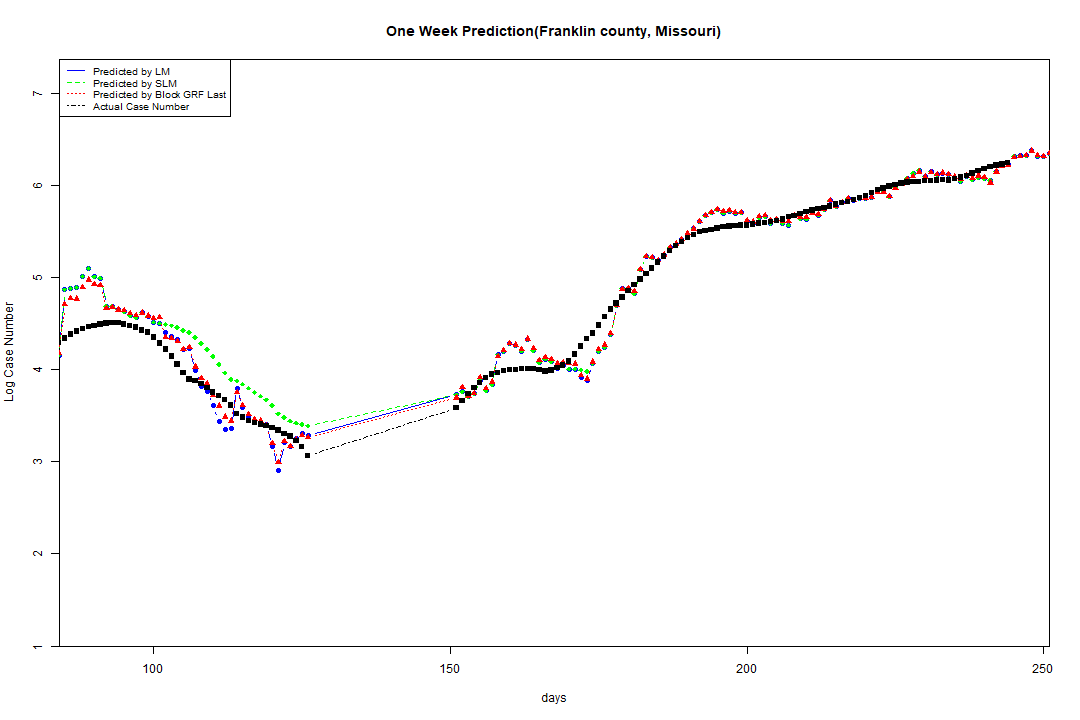 One Week Prediction(Franklin county, Missouri)
Predicted by LM
Predicted by SLM
Predicted by Block GRF Last
Actual Case Number
Log Case Number
7
6
5
4
3
2
1
100
150
200
250
days